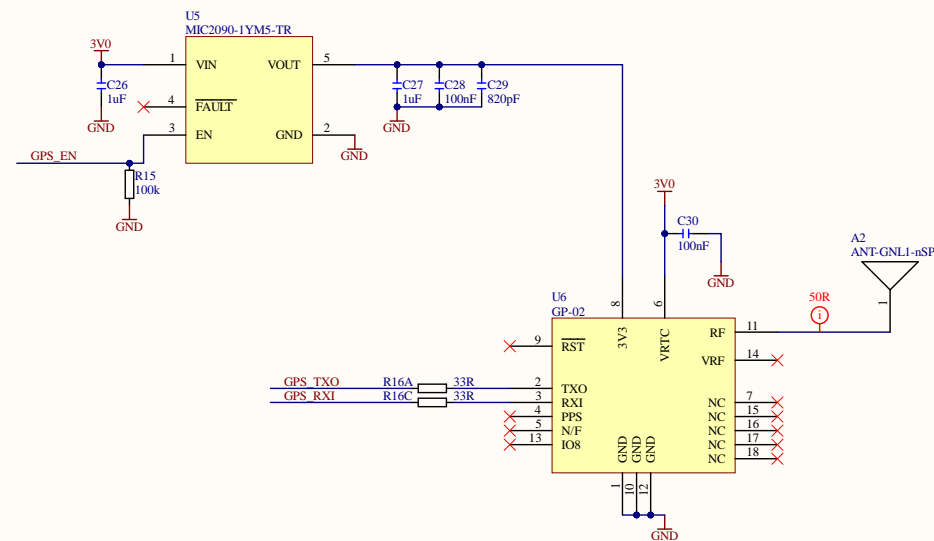 U5
MIC2090-1YM5-TR
3V0
1
VIN
VOUT
5
C26
1uF
4
FAULT
C27
1uF
C28
100nF
C29
820pF
GND
3
EN
GND
2
GND
GND
GPS_EN
R15
100k
GND
3V0
C30
100nF
GND
A2
ANT-GNL1-nSP
1
50R
i
U6
GP-02
8
6
3V3
VRTC
9
RST
RF
11
VRF
14
GPS_TXO
R16A
33R
2
TXO
GPS_RXI
R16C
33R
3
RXI
NC
7
4
PPS
NC
15
5
N/F
NC
16
13
IO8
NC
17
NC
18
GND
GND
GND
1
10
12
GND